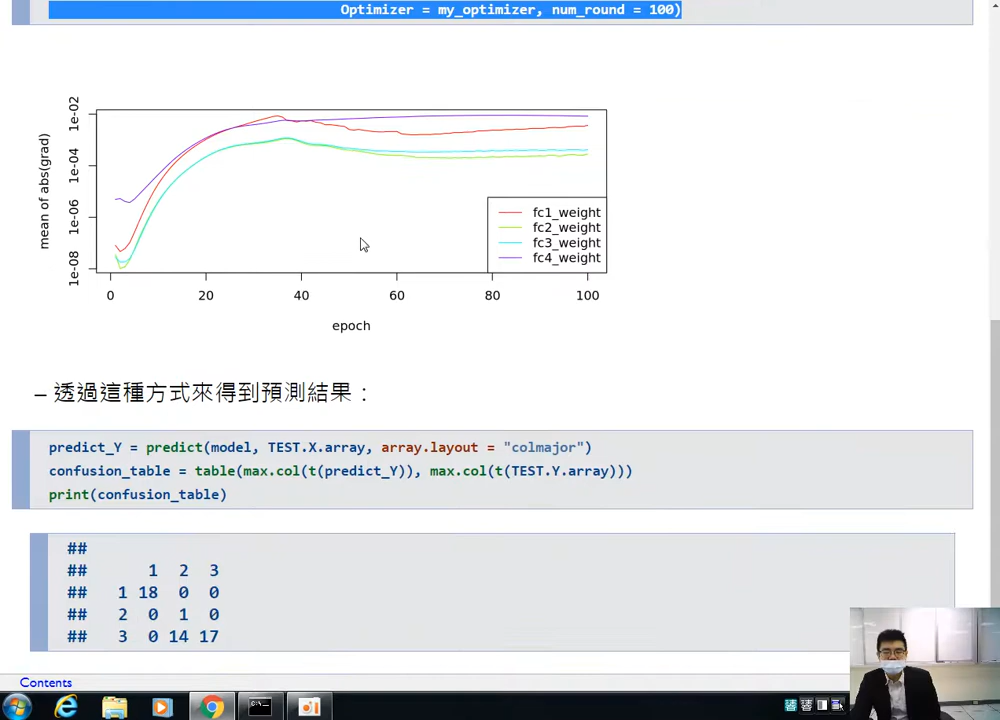 Optimizer = my_optimizer, num_round = 100)
mean of abs(grad)
1e-02
1e-04
1e-06
1e-08
fc1_weight
fc2_weight
fc3_weight
fc4_weight
0 20 40 60 80 100
epoch
– 透過這種方式來得到預測結果：
predict_Y = predict(model, TEST.X.array, array.layout = "colmajor")
confusion_table = table(max.col(t(predict_Y)), max.col(t(TEST.Y.array)))
print(confusion_table)
##
## 1 2 3
## 1 18 0 0
## 2 0 1 0
## 3 0 14 17
Contents